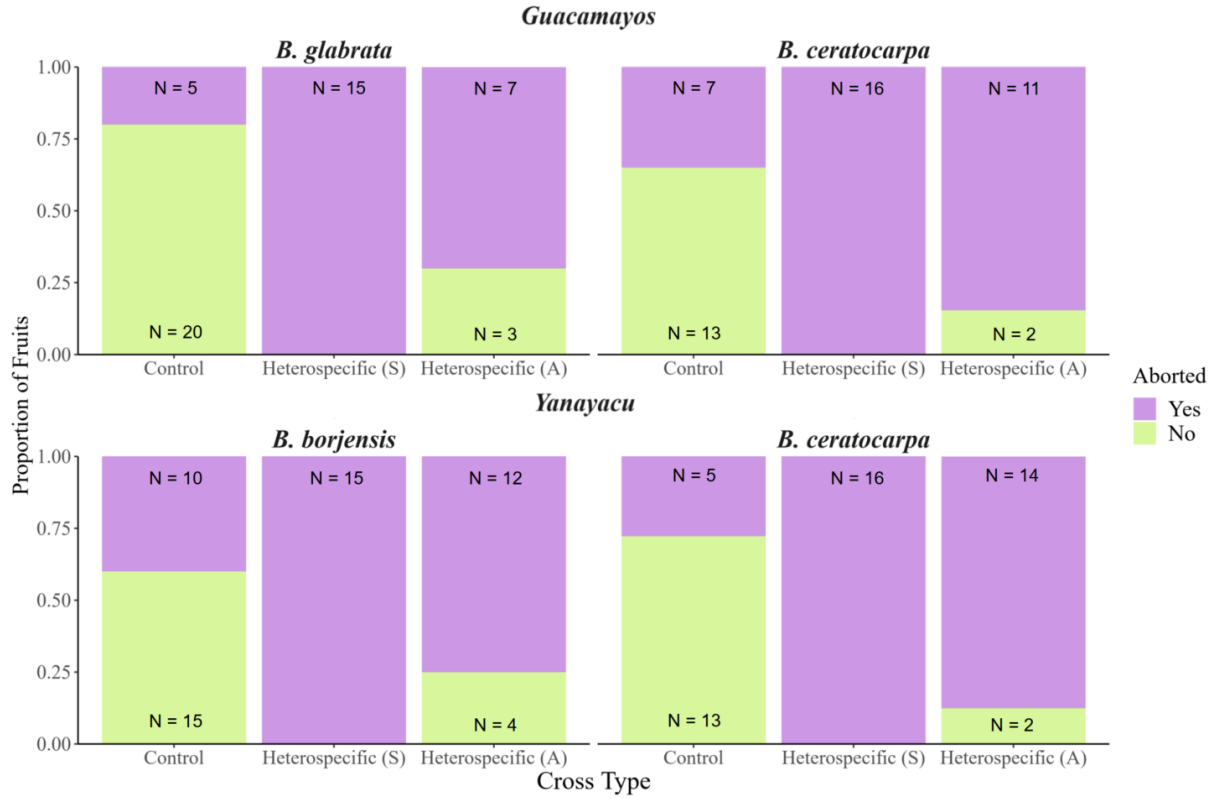 Guacamayos
B. glabrata
B. ceratocarpa
1.00
0.75
0.50
0.25
0.00
N = 5
N = 15
N = 7
N = 20
N = 3
N = 7
N = 16
N = 11
N = 13
N = 2
Control
Heterospecific (S)
Heterospecific (A)
Control
Heterospecific (S)
Heterospecific (A)
Proportion of Fruits
Yanayacu
B. borjensis
B. ceratocarpa
1.00
0.75
0.50
0.25
0.00
N = 10
N = 15
N = 12
N = 15
N = 4
N = 5
N = 16
N = 14
N = 13
N = 2
Control
Heterospecific (S)
Heterospecific (A)
Control
Heterospecific (S)
Heterospecific (A)
Cross Type
Aborted
Yes
No